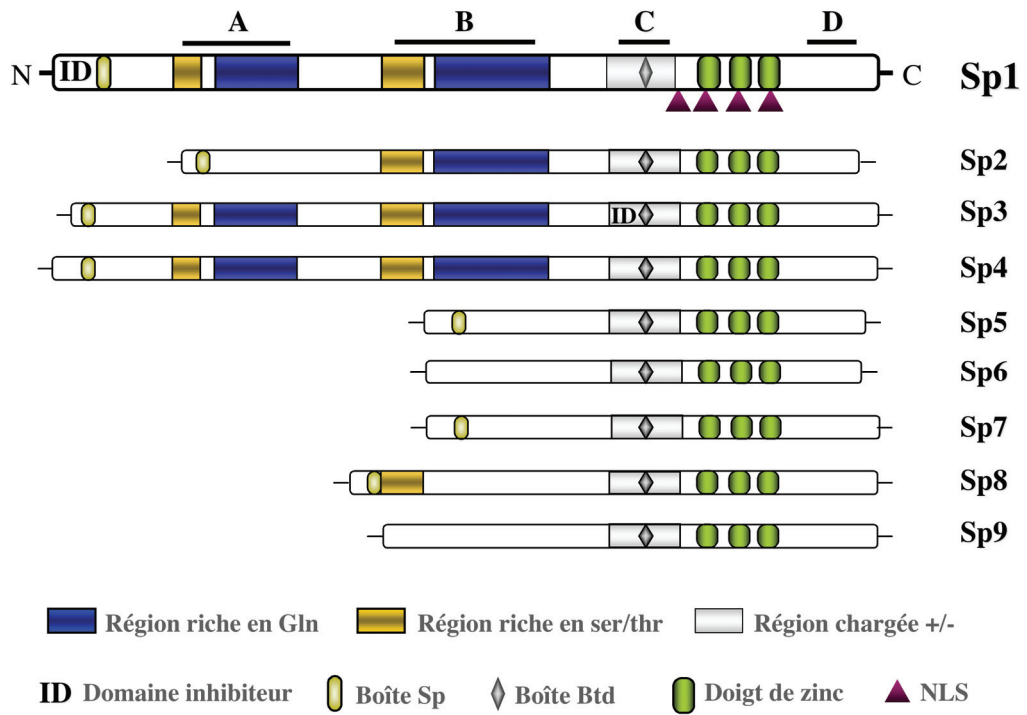 A B C D
N ID C Sp1
Sp2
ID Sp3
Sp4
Sp5
Sp6
Sp7
Sp8
Sp9
Région riche en Gln Région riche en ser/thr Région chargée +/-
ID Domaine inhibiteur Boîte Sp Boîte Btd Doigt de zinc NLS